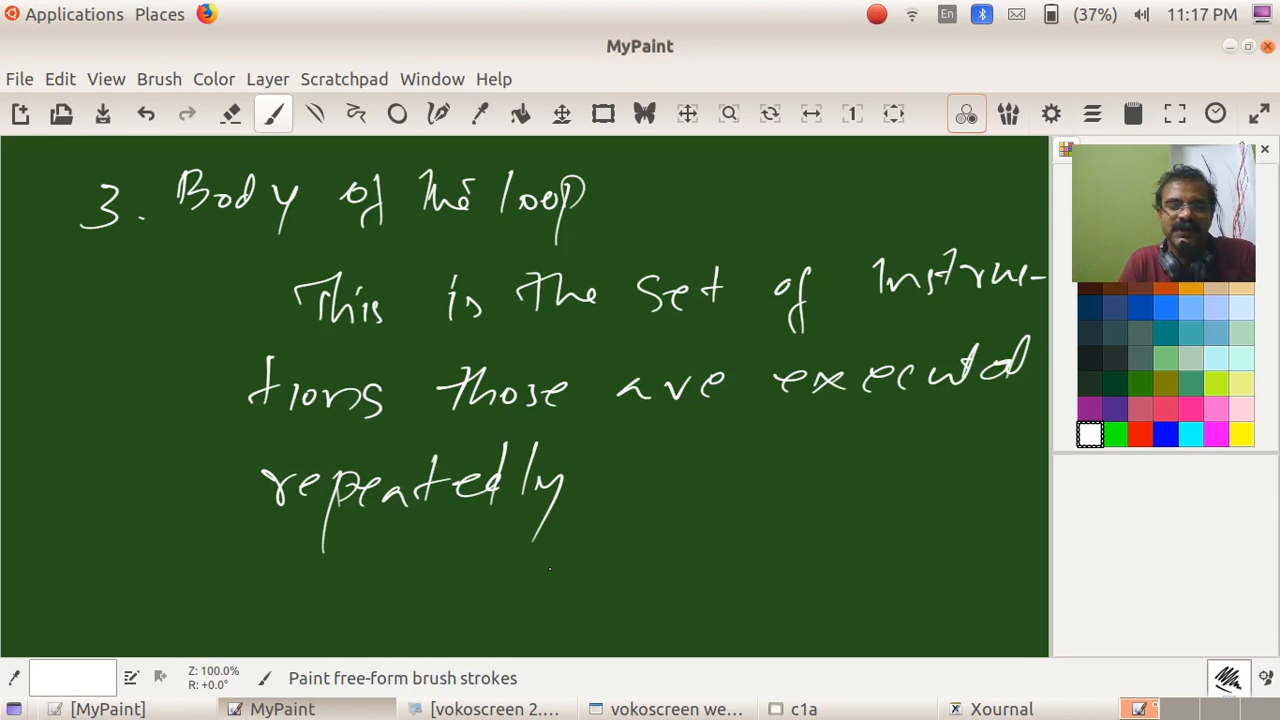 Applications Places En (37%) 11:17 PM
MyPaint
File Edit View Brush Color Layer Scratchpad Window Help
3. Body of the loop
This is the set of Instruc-
tions those are executed
repeatedly
Z: 100.0%
R: +0.0°
Paint free-form brush strokes
[MyPaint] MyPaint [vokoscreen 2.... vokoscreen we... c1a Xournal